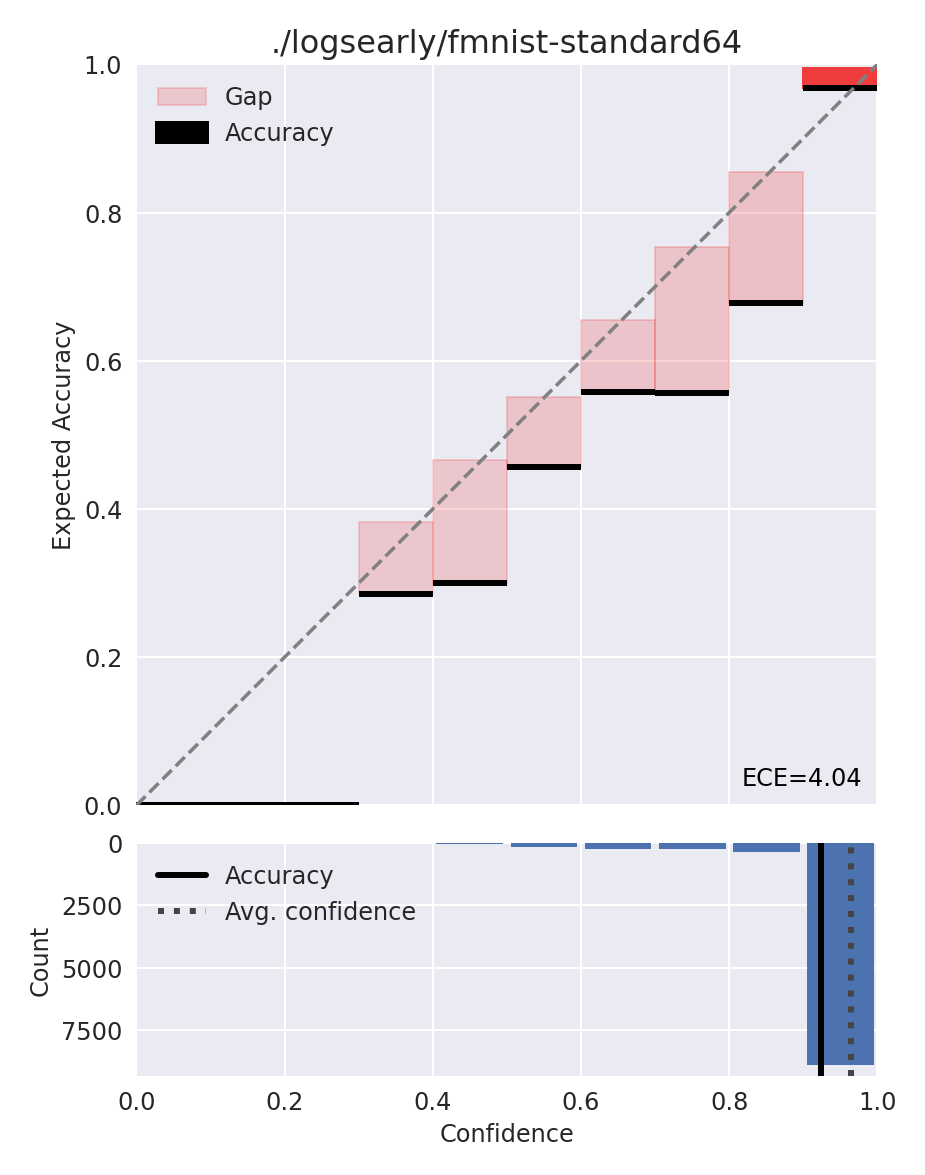 ./logsearly/fmnist-standard64
1.0
Gap
Accuracy
0.8
0.6
Expected Accuracy
0.4
0.2
ECE=4.04
0.0
0
Accuracy
2500
Avg. confidence
Count
5000
7500
0.0 0.2 0.4 0.6 0.8 1.0
Confidence